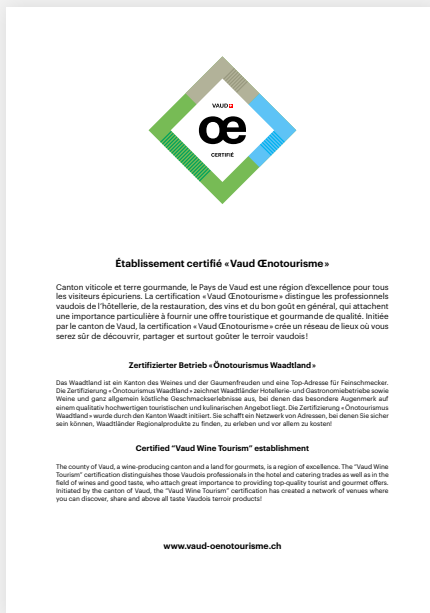 VAUD
œ
CERTIFIÉ
Établissement certifié «Vaud Œnotourisme»
Canton viticole et terre gourmande, le Pays de Vaud est une région d'excellence pour tous
les visiteurs épicuriens. La certification «Vaud Œnotourisme» distingue les professionnels
vaudois de l'hôtellerie, de la restauration, des vins et du bon goût en général, qui attachent
une importance particulière à fournir une offre touristique et gourmande de qualité. Initiée
par le canton de Vaud, la certification «Vaud Œnotourisme» crée un réseau de lieux où vous
serez sûr de découvrir, partager et surtout goûter le terroir vaudois!
Zertifizierter Betrieb «Önotourismus Waadtland»
Das Waadtland ist ein Kanton des Weines und der Gaumenfreuden und eine Top-Adresse für Feinschmecker.
Die Zertifizierung «Önotourismus Waadtland» zeichnet Waadtländer Hotellerie- und Gastronomiebetriebe sowie
Weine und ganz allgemein köstliche Geschmackserlebnisse aus, bei denen das besondere Augenmerk auf
einem qualitativ hochwertigen touristischen und kulinarischen Angebot liegt. Die Zertifizierung «Önotourismus
Waadtland» wurde durch den Kanton Waadt initiiert. Sie schafft ein Netzwerk von Adressen, bei denen Sie sicher
sein können, Waadtländer Regionalprodukte zu finden, zu erleben und vor allem zu kosten!
Certified "Vaud Wine Tourism" establishment
The county of Vaud, a wine-producing canton and a land for gourmets, is a region of excellence. The "Vaud Wine
Tourism" certification distinguishes those Vaudois professionals in the hotel and catering trades as well as in the
field of wines and good taste, who attach great importance to providing top-quality tourist and gourmet offers.
Initiated by the canton of Vaud, the "Vaud Wine Tourism" certification has created a network of venues where
you can discover, share and above all taste Vaudois terroir products!
www.vaud-oenotourisme.ch